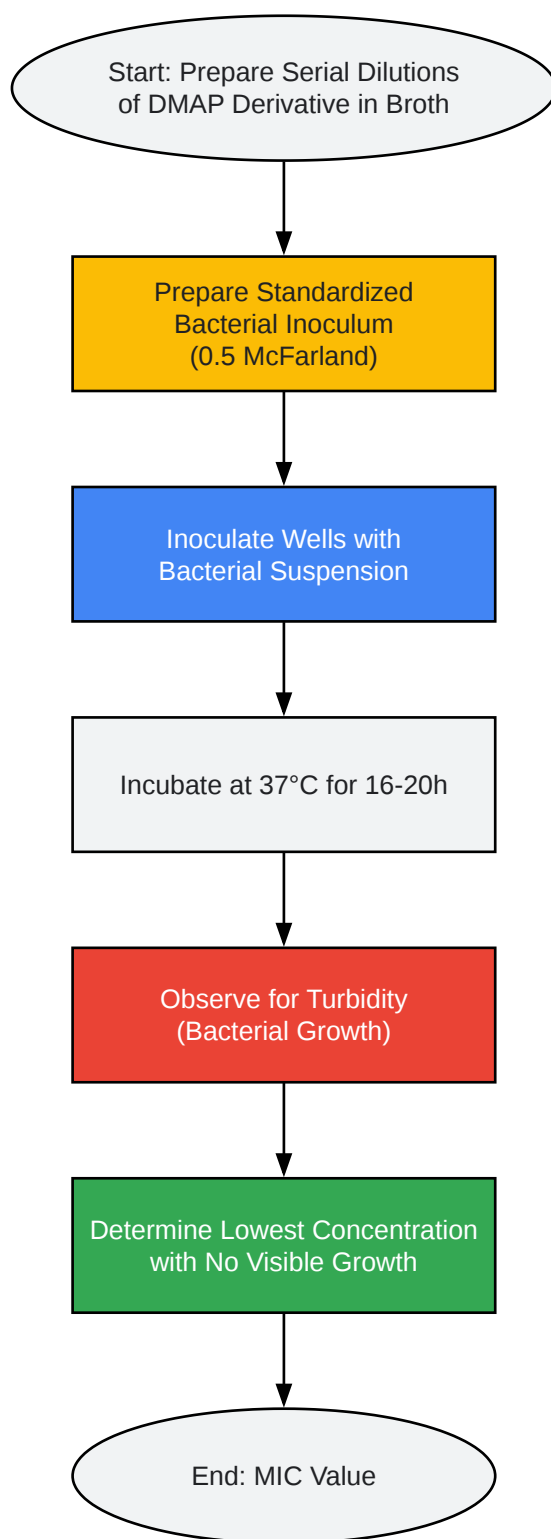 Start: Prepare Serial Dilutions
of DMAP Derivative in Broth
Prepare Standardized
Bacterial Inoculum
(0.5 McFarland)
Inoculate Wells with
Bacterial Suspension
Incubate at 37°C for 16-20h
Observe for Turbidity
(Bacterial Growth)
Determine Lowest Concentration
with No Visible Growth
End: MIC Value